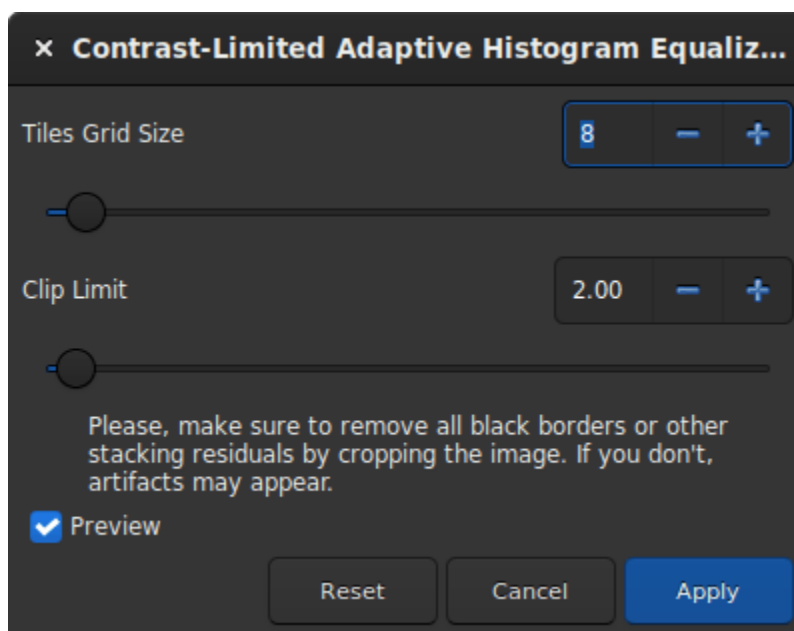 × Contrast-Limited Adaptive Histogram Equaliz...
Tiles Grid Size 8 − +
Clip Limit 2.00 − +
Please, make sure to remove all black borders or other
stacking residuals by cropping the image. If you don't,
artifacts may appear.
Preview
Reset Cancel Apply